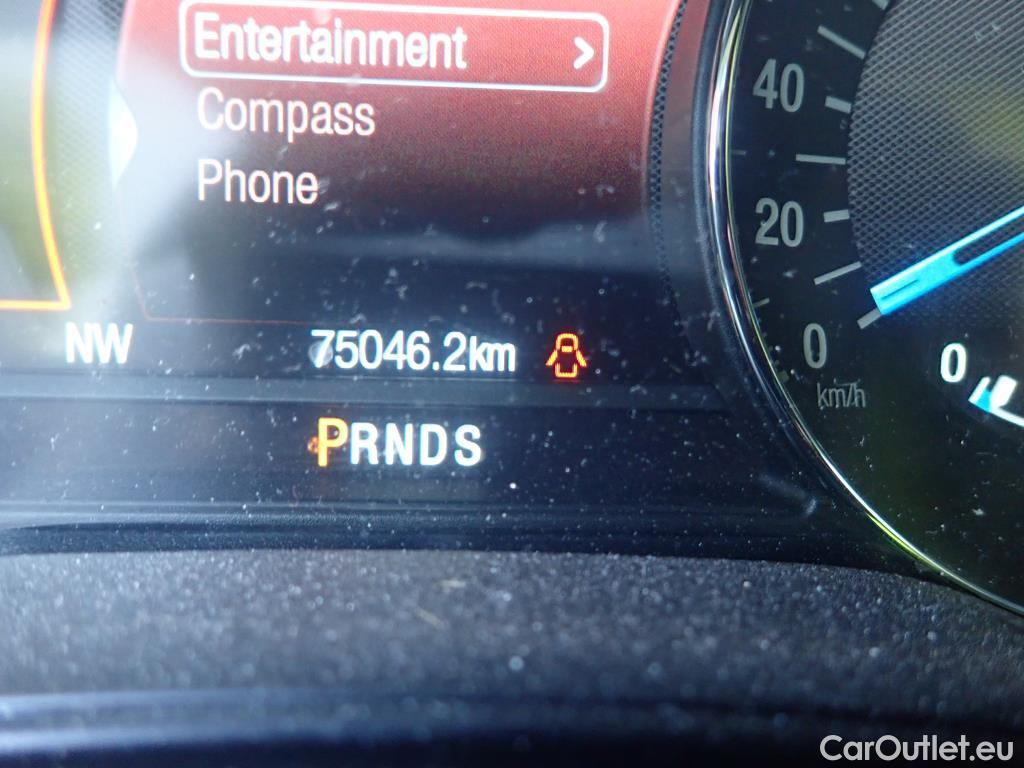 Entertainment >
Compass
Phone
40
20
0
km/h
0
NW 75046.2km
PRNDS
CarOutlet.eu